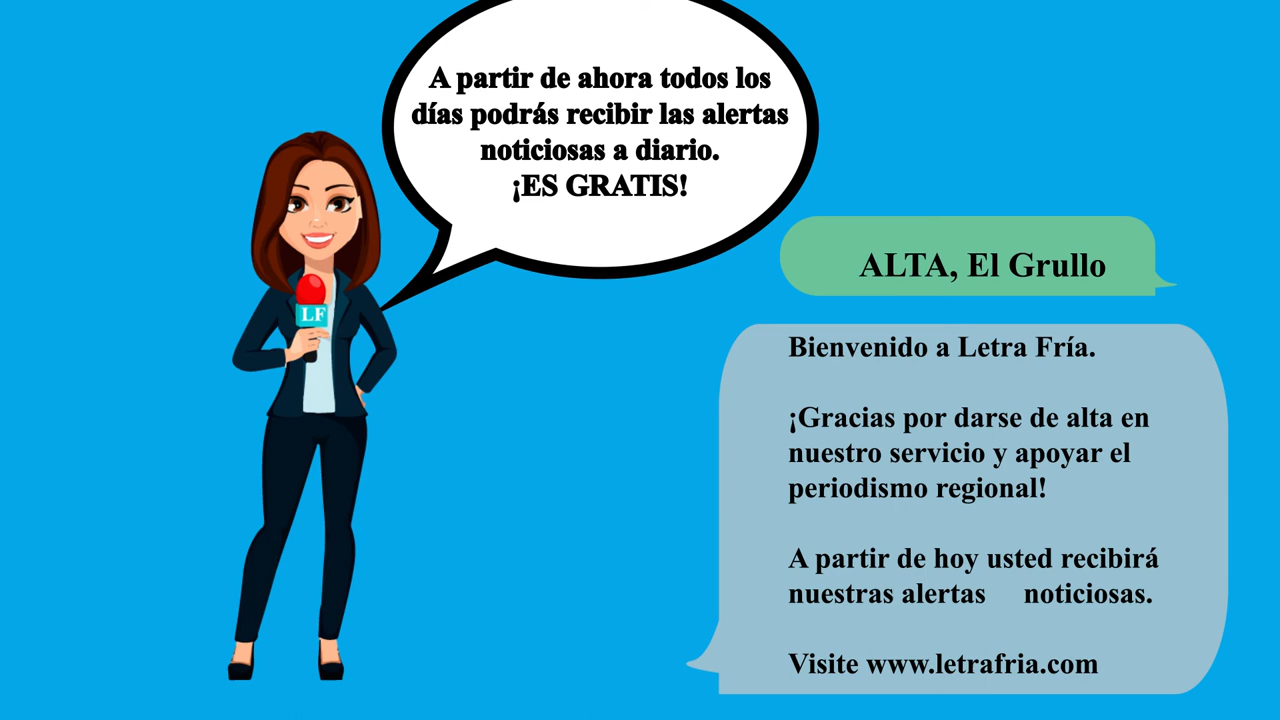 A partir de ahora todos los
días podrás recibir las alertas
noticiosas a diario.
¡ES GRATIS!
LF
ALTA, El Grullo
Bienvenido a Letra Fría.
¡Gracias por darse de alta en
nuestro servicio y apoyar el
periodismo regional!
A partir de hoy usted recibirá
nuestras alertas noticiosas.
Visite www.letrafria.com